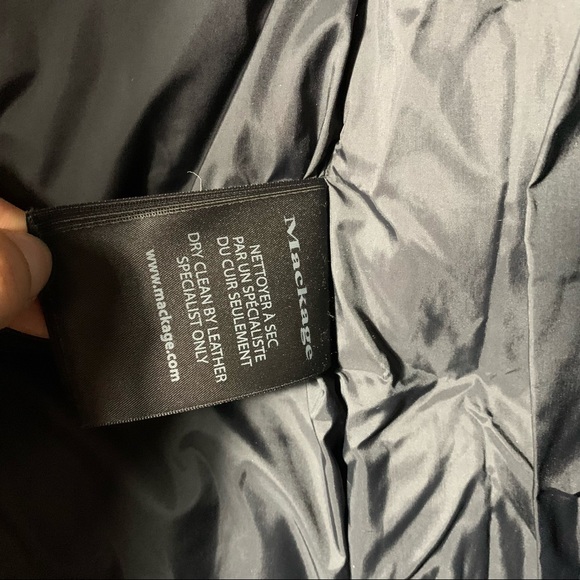 Mackage
NETTOYER À SEC
PAR UN SPÉCIALISTE
DU CUIR SEULEMENT
DRY CLEAN BY LEATHER
SPECIALIST ONLY
www.mackage.com